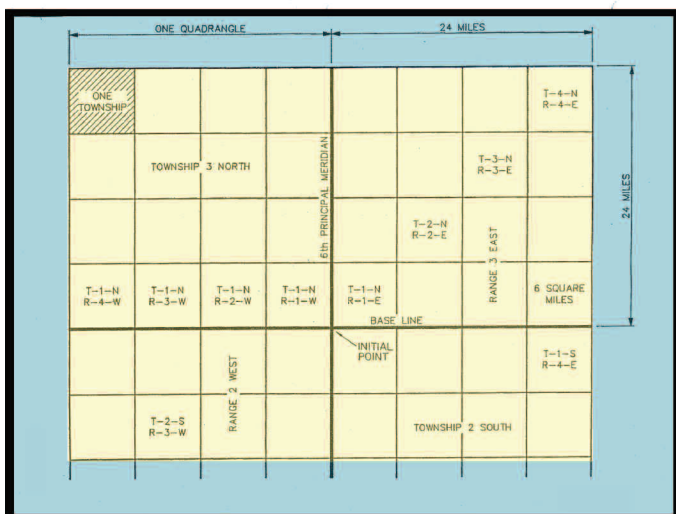 ONE QUADRANGLE
24 MILES
ONE
TOWNSHIP
T-4-N
R-4-E
TOWNSHIP 3 NORTH
6th PRINCIPAL MERIDIAN
T-3-N
R-3-E
24 MILES
T-2-N
R-2-E
RANGE 3 EAST
T-1-N
R-4-W
T-1-N
R-3-W
T-1-N
R-2-W
T-1-N
R-1-W
T-1-N
R-1-E
6 SQUARE
MILES
BASE LINE
INITIAL
POINT
T-1-S
R-4-E
RANGE 2 WEST
T-2-S
R-3-W
TOWNSHIP 2 SOUTH